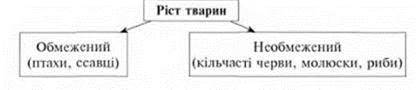 Ріст тварин
Обмежений
(птахи, ссавці)
Необмежений
(кільчасті черви, молюски, риби)